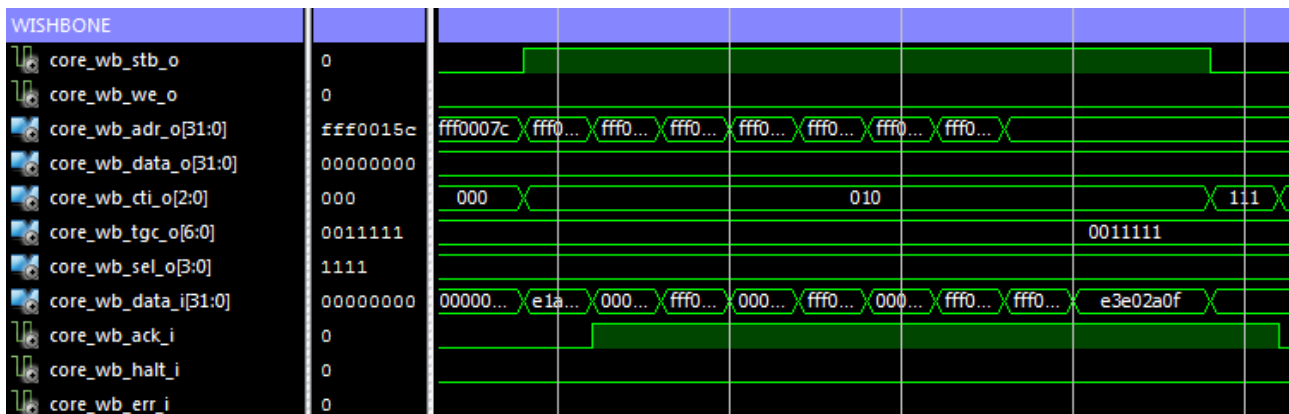 WISHBONE
core_wb_stb_o 0
core_wb_we_o 0
core_wb_adr_o[31:0] fff0015c fff0007c fff0... fff0... fff0... fff0... fff0... fff0... fff0...
core_wb_data_o[31:0] 00000000
core_wb_cti_o[2:0] 000 000 010 111
core_wb_tgc_o[6:0] 0011111 0011111
core_wb_sel_o[3:0] 1111
core_wb_data_i[31:0] 00000000 00000... e1a... 000... fff0... 000... fff0... 000... fff0... fff0... e3e02a0f
core_wb_ack_i 0
core_wb_halt_i 0
core_wb_err_i 0